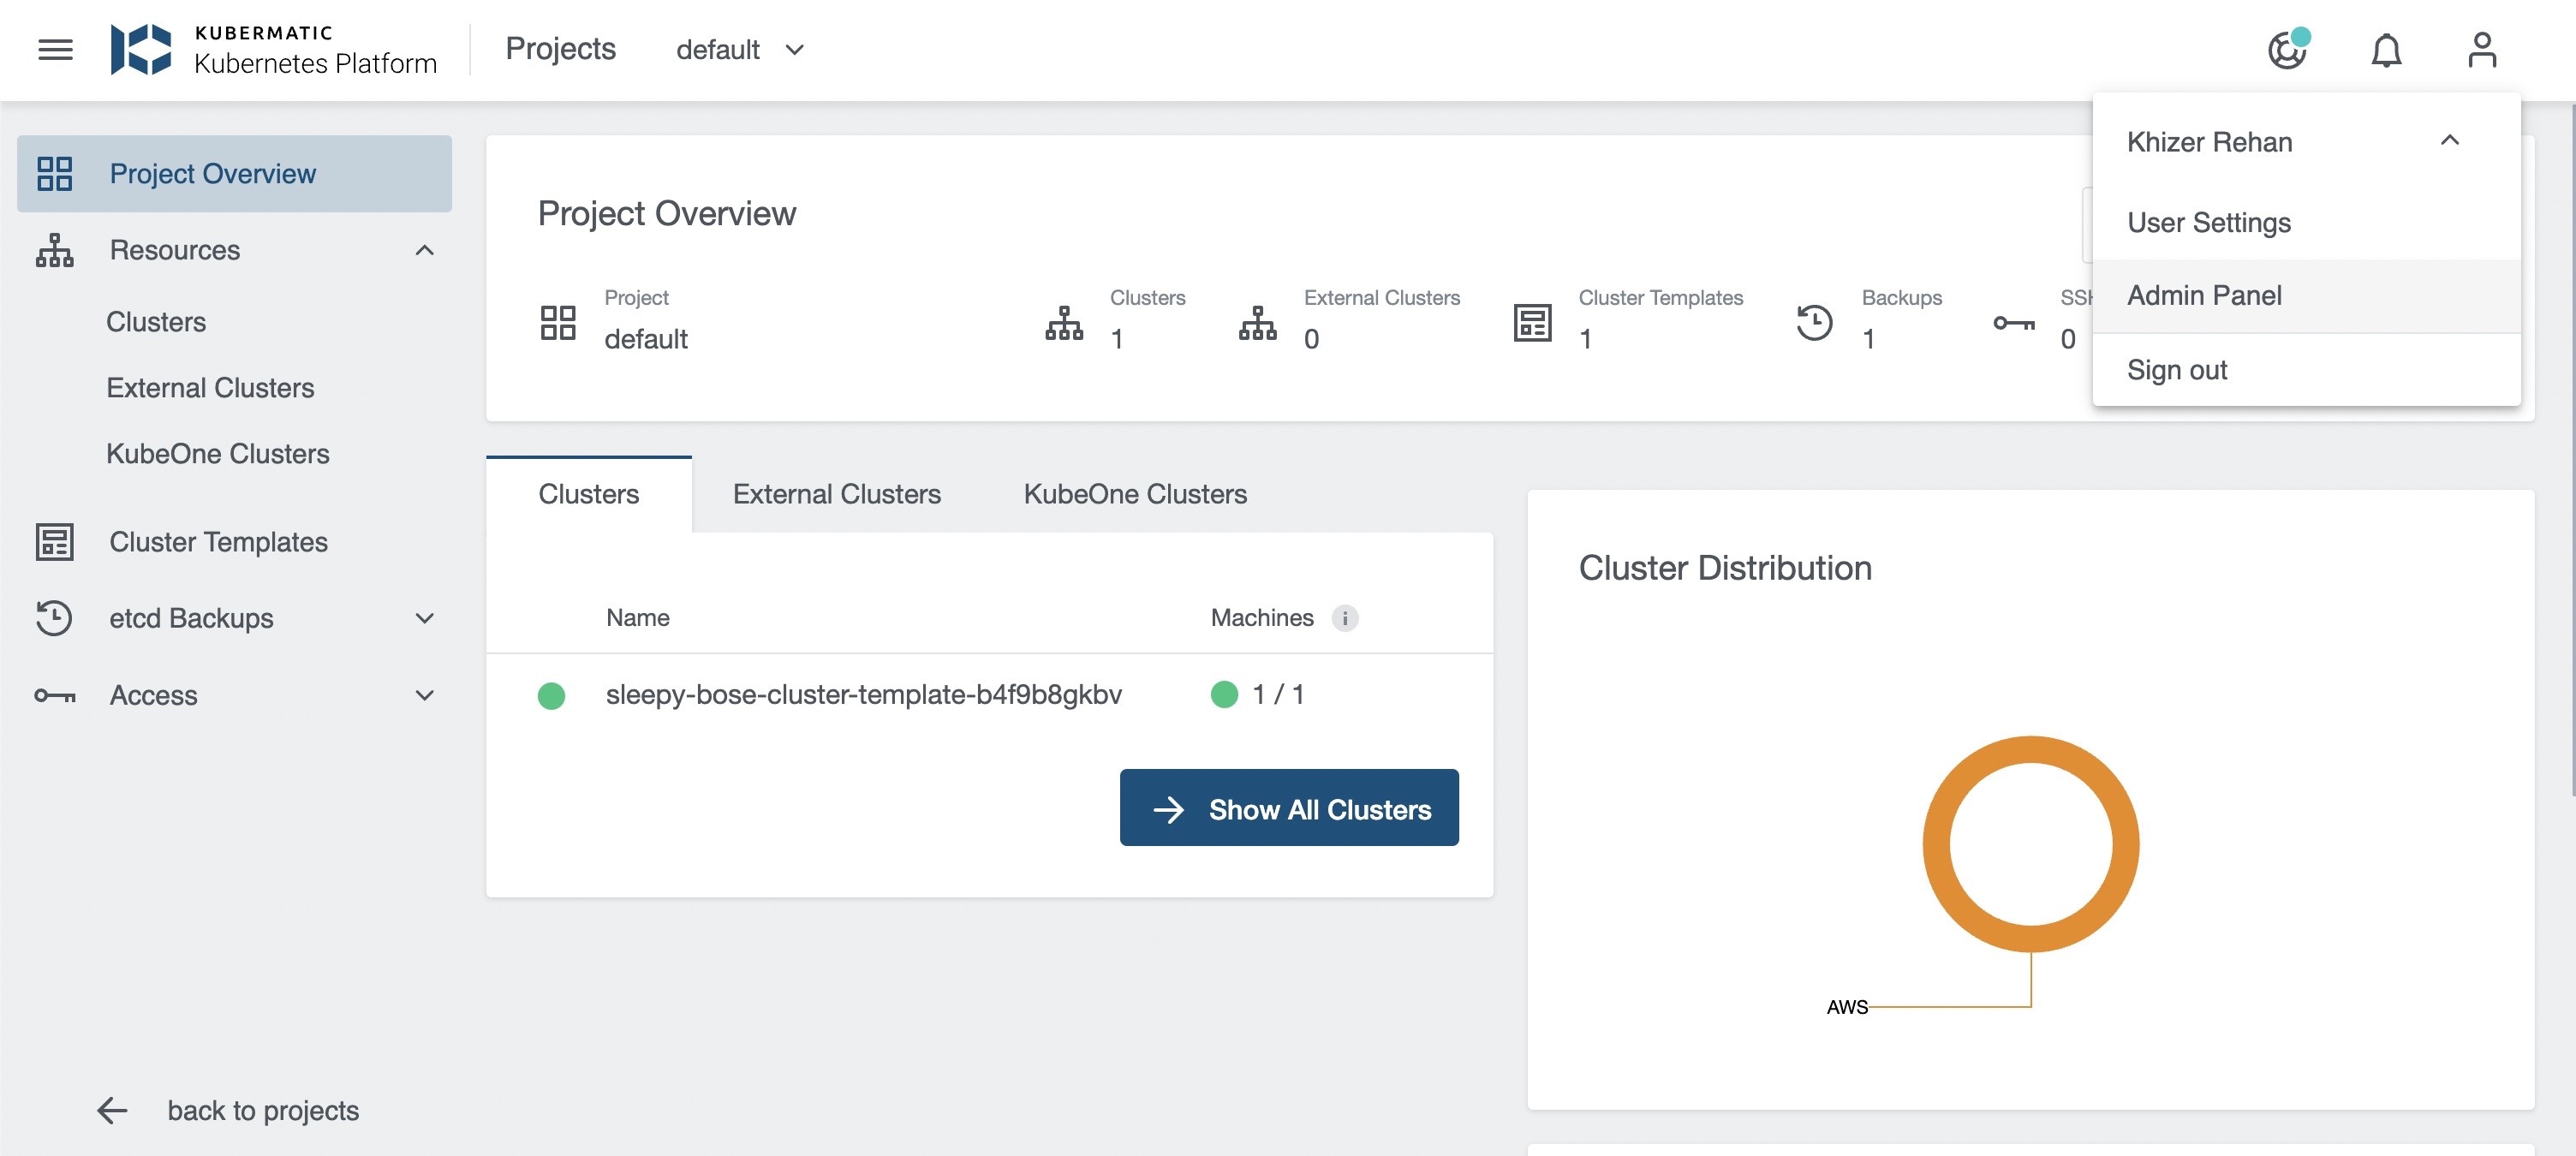 KUBERMATIC
Kubernetes Platform
Projects
default
Khizer Rehan
User Settings
Admin Panel
Sign out
Project Overview
Resources
Clusters
External Clusters
KubeOne Clusters
Cluster Templates
etcd Backups
Access
back to projects
Project Overview
Project
default
Clusters
1
External Clusters
0
Cluster Templates
1
Backups
1
0
Clusters
External Clusters
KubeOne Clusters
Name
Machines i
sleepy-bose-cluster-template-b4f9b8gkbv
1 / 1
Show All Clusters
Cluster Distribution
AWS